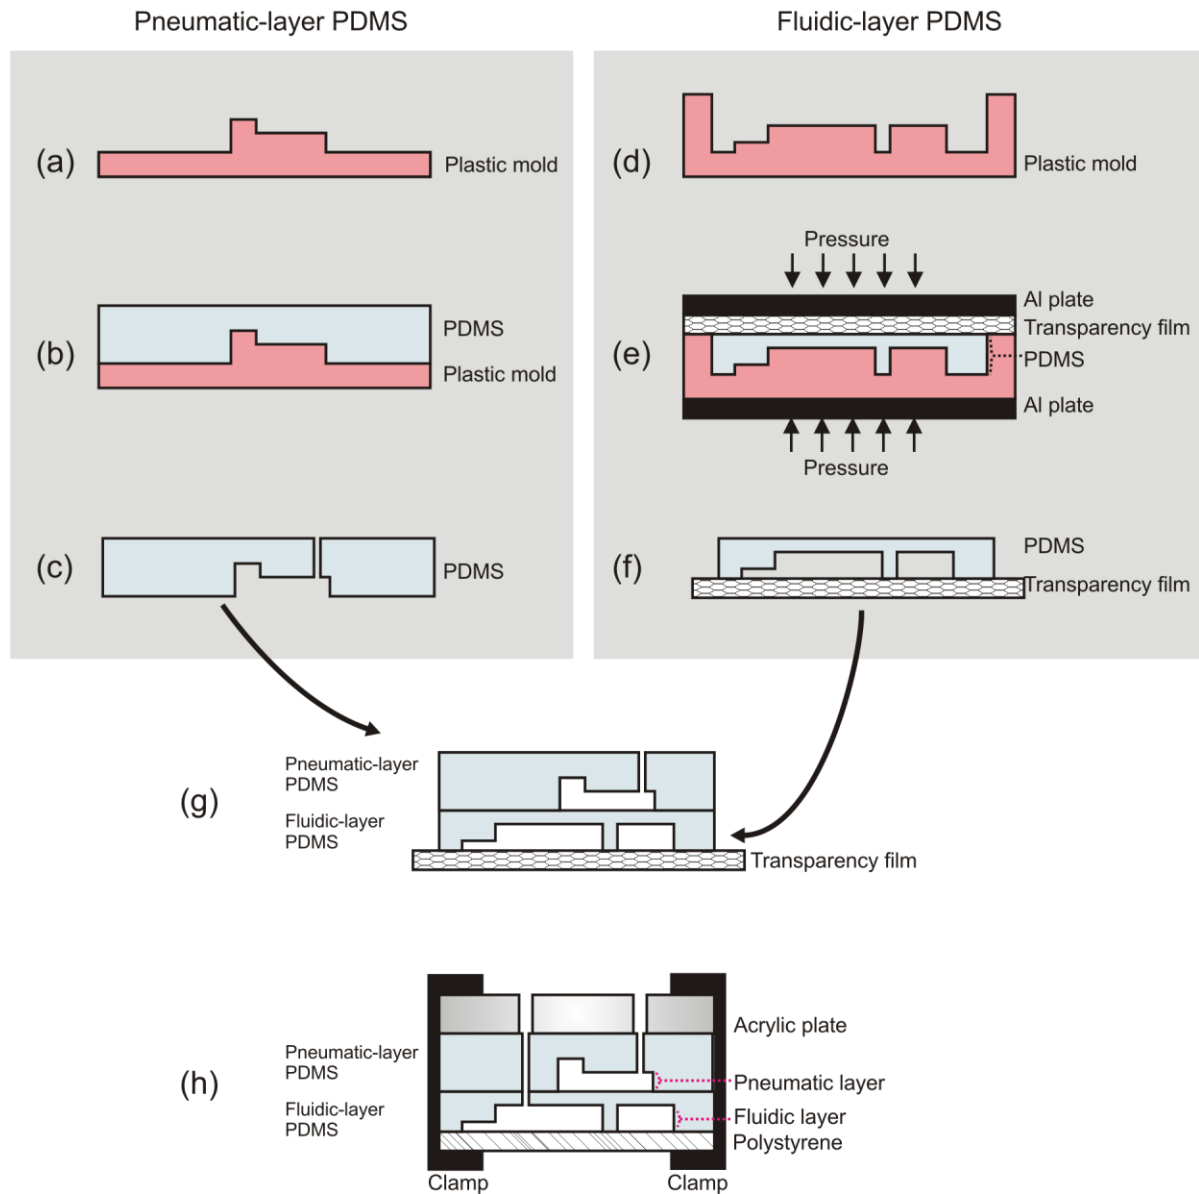 Pneumatic-layer PDMS
Fluidic-layer PDMS
(a)
Plastic mold
(b)
PDMS
Plastic mold
(c)
PDMS
(d)
Plastic mold
Pressure
(e)
Al plate
Transparency film
PDMS
Al plate
Pressure
(f)
PDMS
Transparency film
(g)
Pneumatic-layer
PDMS
Fluidic-layer
PDMS
Transparency film
(h)
Pneumatic-layer
PDMS
Fluidic-layer
PDMS
Acrylic plate
Pneumatic layer
Fluidic layer
Polystyrene
Clamp
Clamp